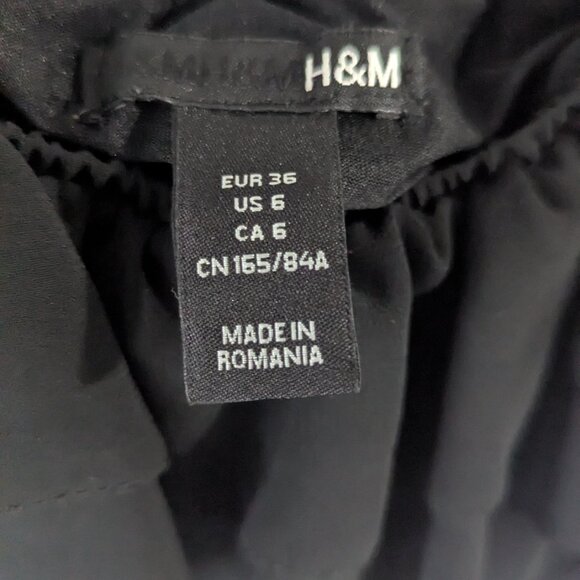 H&M
EUR 36
US 6
CA 6
CN 165/84A
MADE IN
ROMANIA